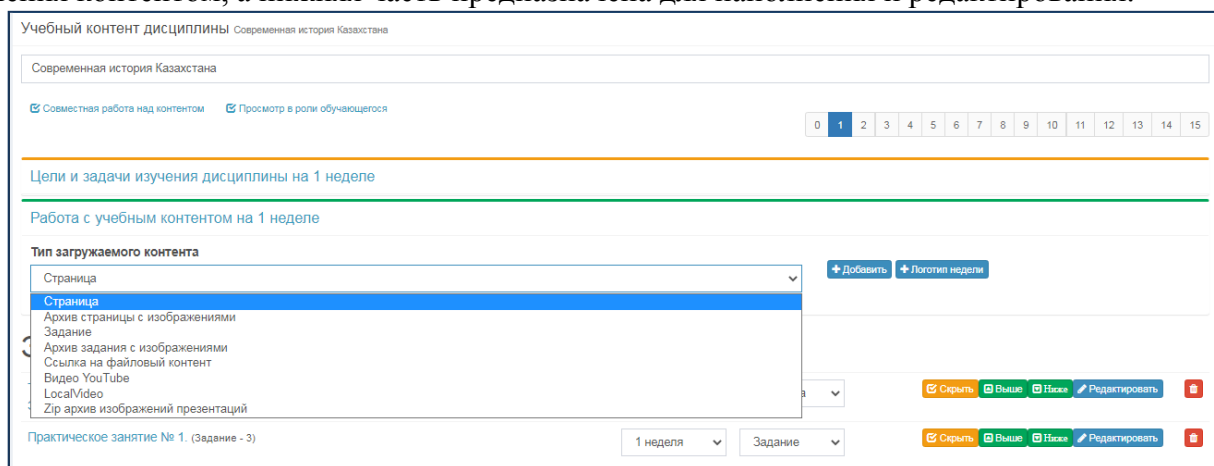 Учебный контент дисциплины Современная история Казахстана
Современная история Казахстана
Совместная работа над контентом Просмотр в роли обучающегося
0 1 2 3 4 5 6 7 8 9 10 11 12 13 14 15
Цели и задачи изучения дисциплины на 1 неделе
Работа с учебным контентом на 1 неделе
Тип загружаемого контента
Страница
Добавить Логотип недели
Страница
Архив страницы с изображениями
Задание
Архив задания с изображениями
Ссылка на файловый контент
Видео YouTube
LocalVideo
Zip архив изображений презентаций
Скрыть Выше Ниже Редактировать
Практическое занятие № 1. (Задание - 3) 1 неделя Задание Скрыть Выше Ниже Редактировать